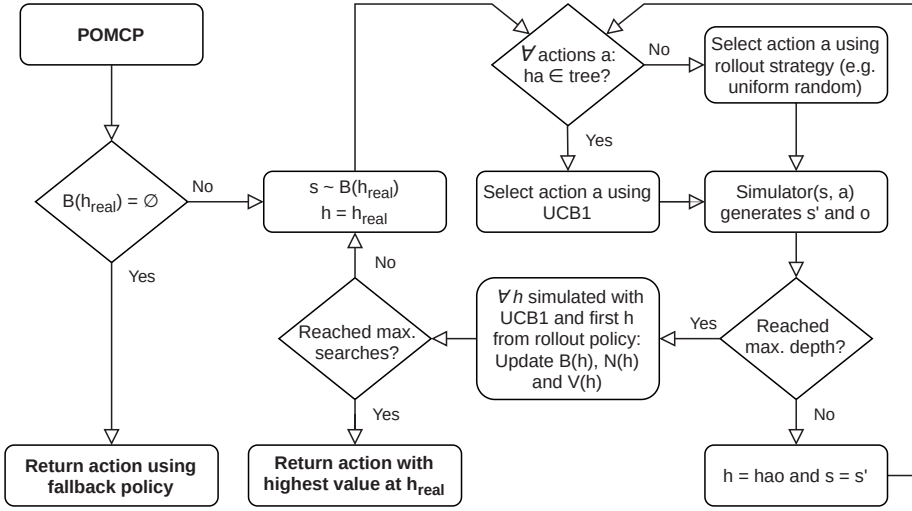 POMCP
B(h_real) = ∅
No
Yes
Return action using
fallback policy
s ~ B(h_real)
h = h_real
No
Reached max.
searches?
Yes
Return action with
highest value at h_real
∀ actions a:
ha ∈ tree?
No
Yes
Select action a using
rollout strategy (e.g.
uniform random)
Select action a using
UCB1
Simulator(s, a)
generates s' and o
Reached
max. depth?
Yes
No
∀ h simulated with
UCB1 and first h
from rollout policy:
Update B(h), N(h)
and V(h)
h = hao and s = s'